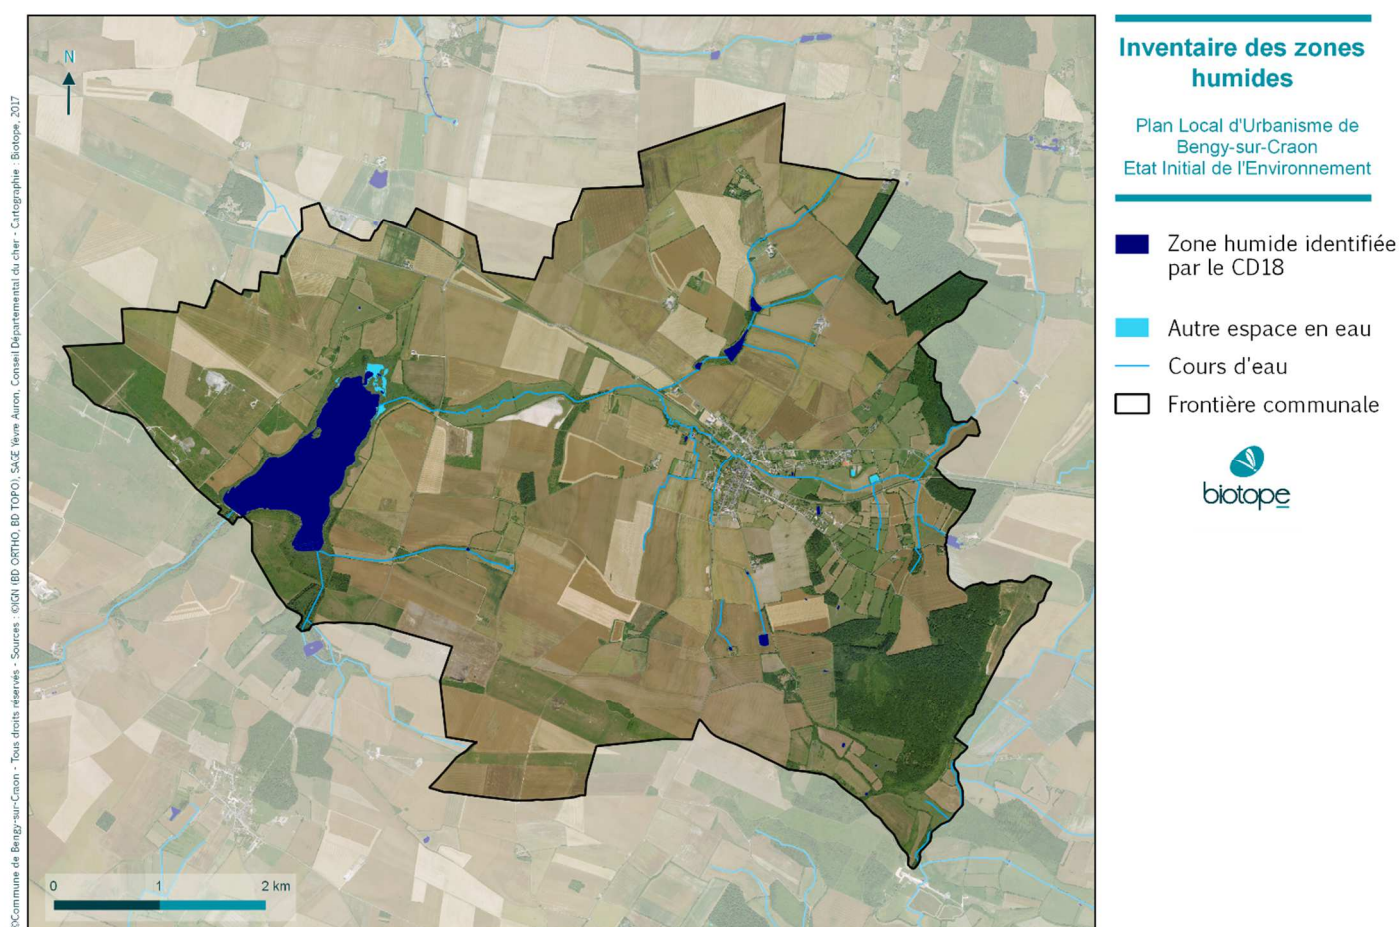 Inventaire des zones
humides
Plan Local d'Urbanisme de
Bengy-sur-Craon
Etat Initial de l'Environnement
Zone humide identifiée
par le CD18
Autre espace en eau
Cours d'eau
Frontière communale
biotope
N
0 1 2 km
©Commune de Bengy-sur-Craon - Tous droits réservés - Sources : ©IGN (BD ORTHO, BD TOPO), SAGE Yèvre Auron, Conseil Départemental du cher - Cartographie : Biotope, 2017